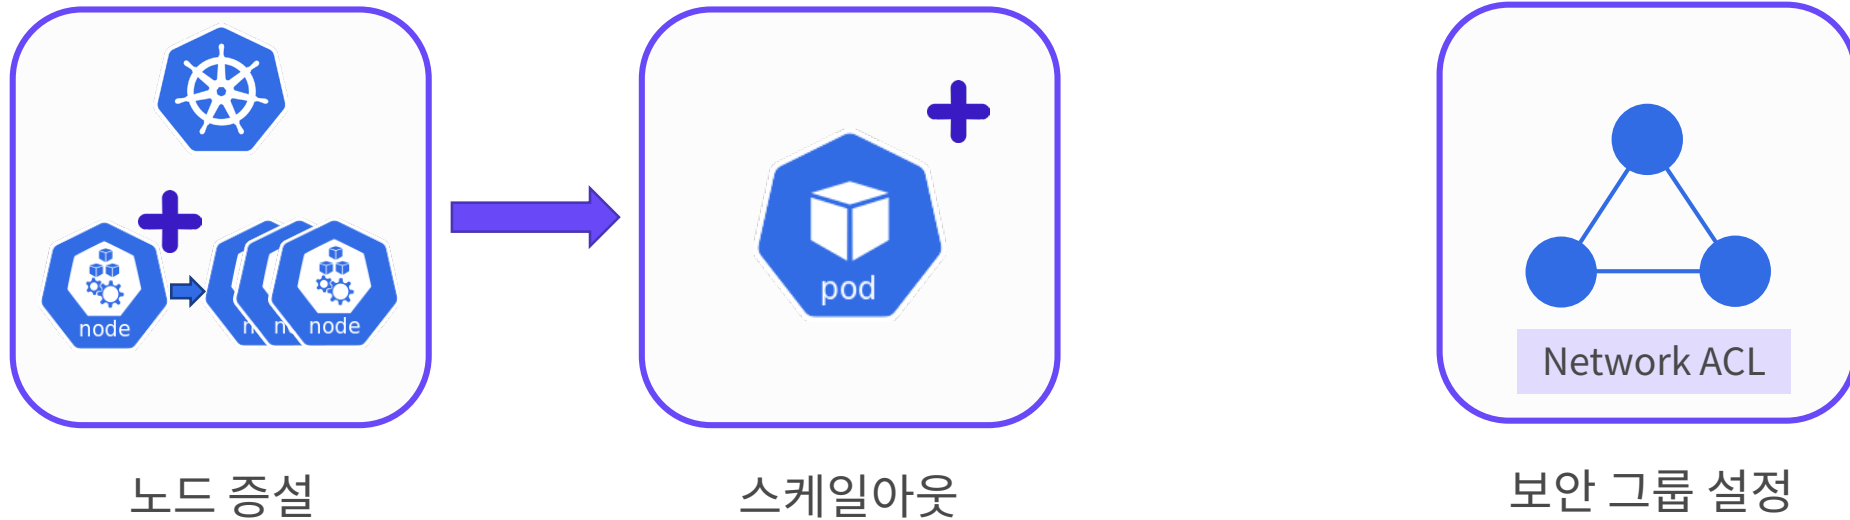 node
node
pod
Network ACL
노드 증설
스케일아웃
보안 그룹 설정